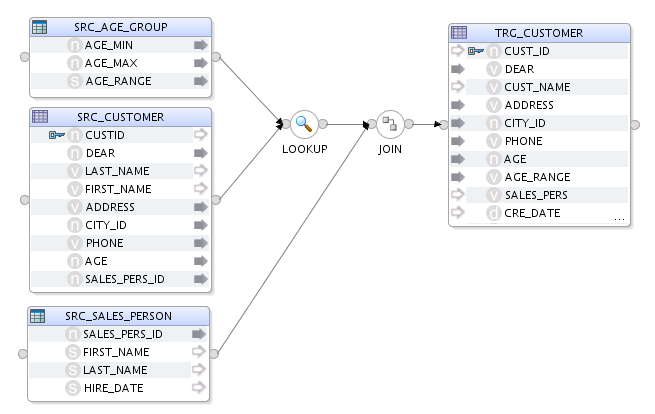 SRC_AGE_GROUP
n AGE_MIN
n AGE_MAX
S AGE_RANGE
SRC_CUSTOMER
n CUSTID
n DEAR
v LAST_NAME
v FIRST_NAME
v ADDRESS
n CITY_ID
v PHONE
n AGE
n SALES_PERS_ID
SRC_SALES_PERSON
n SALES_PERS_ID
S FIRST_NAME
S LAST_NAME
S HIRE_DATE
LOOKUP
JOIN
TRG_CUSTOMER
n CUST_ID
v DEAR
v CUST_NAME
v ADDRESS
n CITY_ID
v PHONE
n AGE
v AGE_RANGE
v SALES_PERS
d CRE_DATE
...